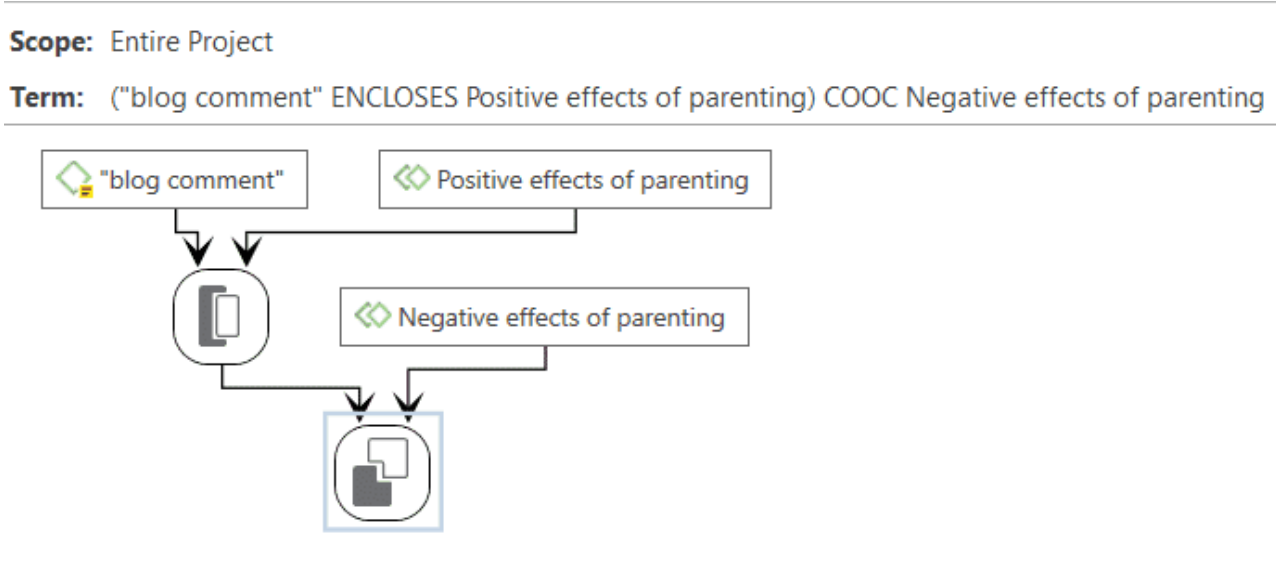 Scope: Entire Project
Term: ("blog comment" ENCLOSES Positive effects of parenting) COOC Negative effects of parenting
"blog comment"
Positive effects of parenting
Negative effects of parenting